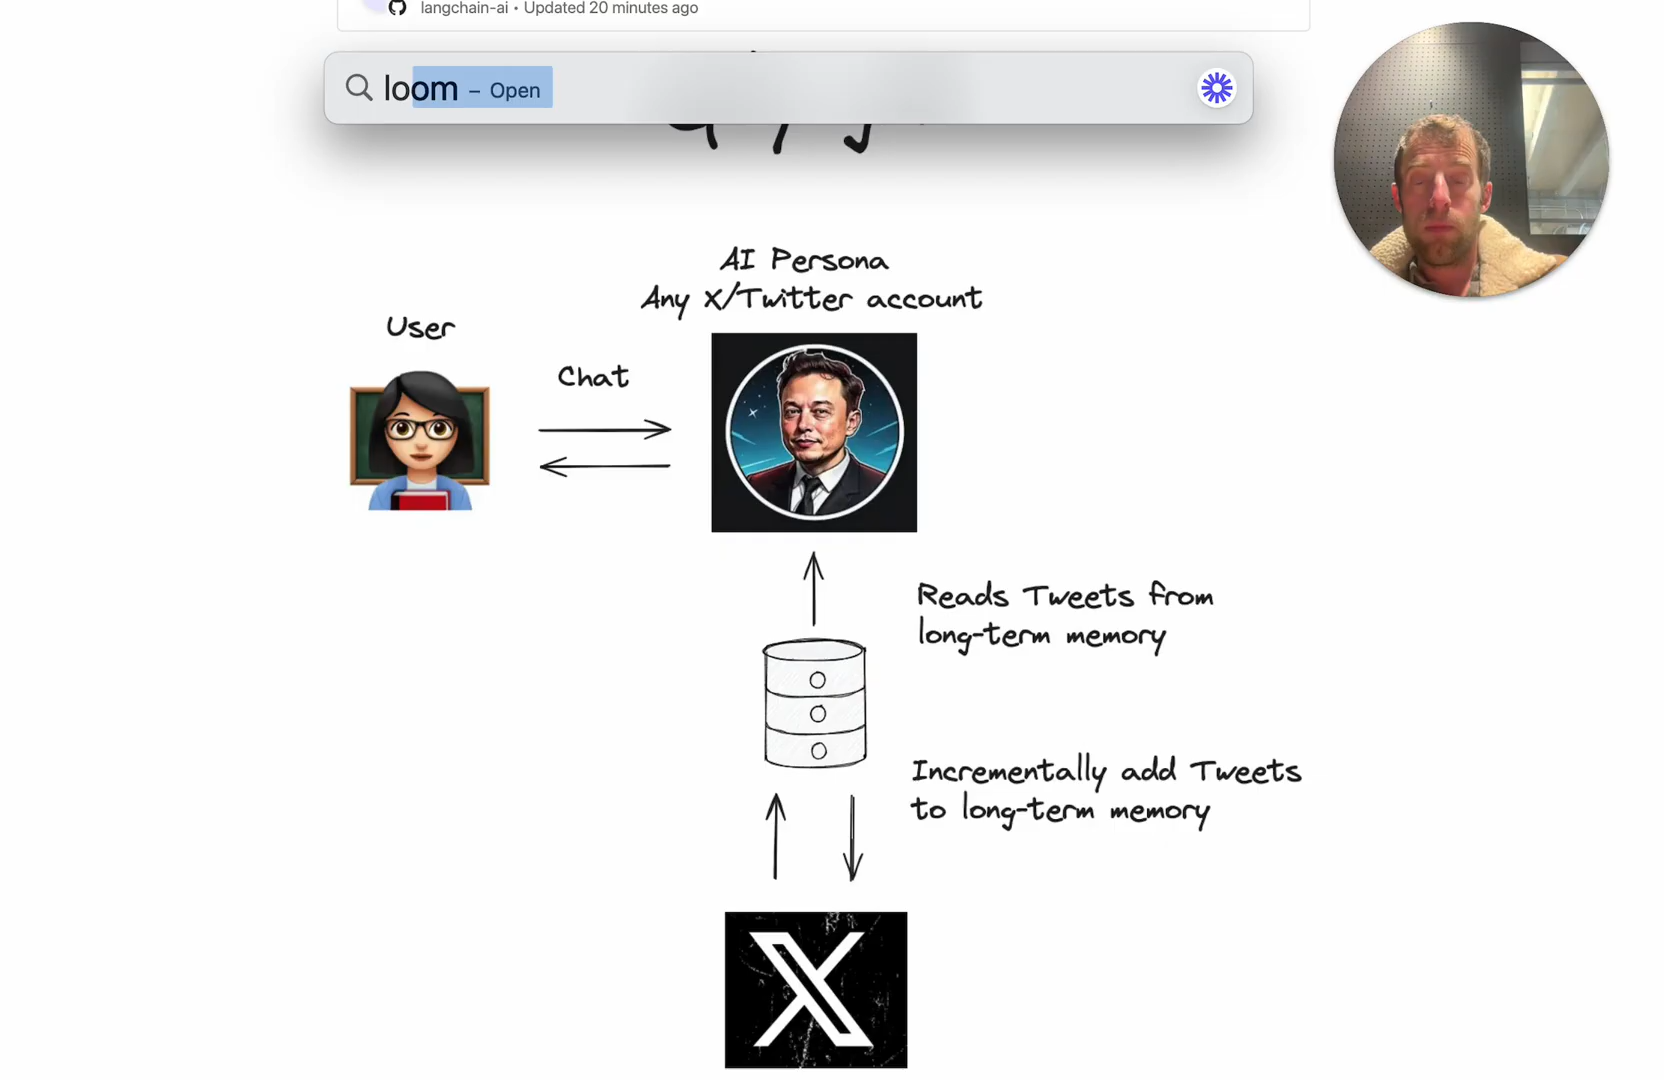 langchain-ai • Updated 20 minutes ago
loom – Open
AI Persona
Any X/Twitter account
User
Chat
Reads Tweets from
long-term memory
Incrementally add Tweets
to long-term memory